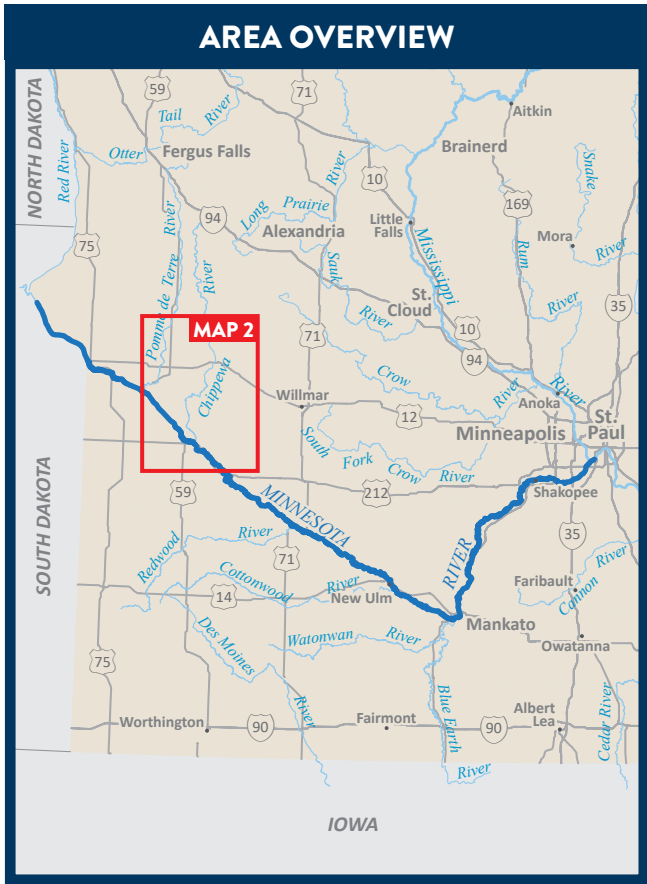 AREA OVERVIEW
NORTH DAKOTA
Red River
59
Tail
River
Otter
Fergus Falls
71
Aitkin
Brainerd
10
River
Prairie
Long
94
Alexandria
Little
Falls
169
Snake
Mora
River
75
River
Pomme de Terre
River
Sauk
River
Mississippi
Rum
River
St.
Cloud
10
94
35
MAP 2
71
Crow
River
River
Chippewa
Willmar
12
Anoka
St.
Paul
Minneapolis
South
Fork
Crow
River
212
Shakopee
59
MINNESOTA
RIVER
SOUTH DAKOTA
35
Redwood
River
71
Cottonwood
River
14
New Ulm
Faribault
River
Cannon
Mankato
Owatonna
Des Moines
River
Watonwan
River
75
Blue Earth
River
Worthington
90
Fairmont
90
Albert
Lea
Cedar River
IOWA